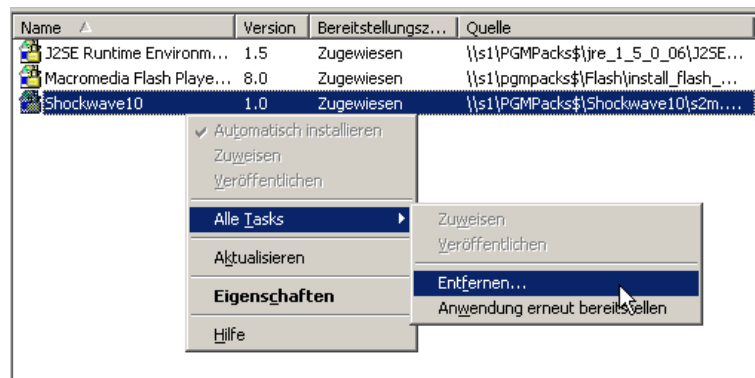 Name Version Bereitstellungsz... Quelle
J2SE Runtime Environm... 1.5 Zugewiesen \\s1\PGMPacks$\jre_1_5_0_06\J2SE...
Macromedia Flash Playe... 8.0 Zugewiesen \\s1\pgmpacks$\Flash\install_flash_...
Shockwave10 1.0 Zugewiesen \\s1\PGMPacks$\Shockwave10\s2m....
Automatisch installieren
Zuweisen
Veröffentlichen
Alle Tasks
Aktualisieren
Eigenschaften
Hilfe
Zuweisen
Veröffentlichen
Entfernen...
Anwendung erneut bereitstellen